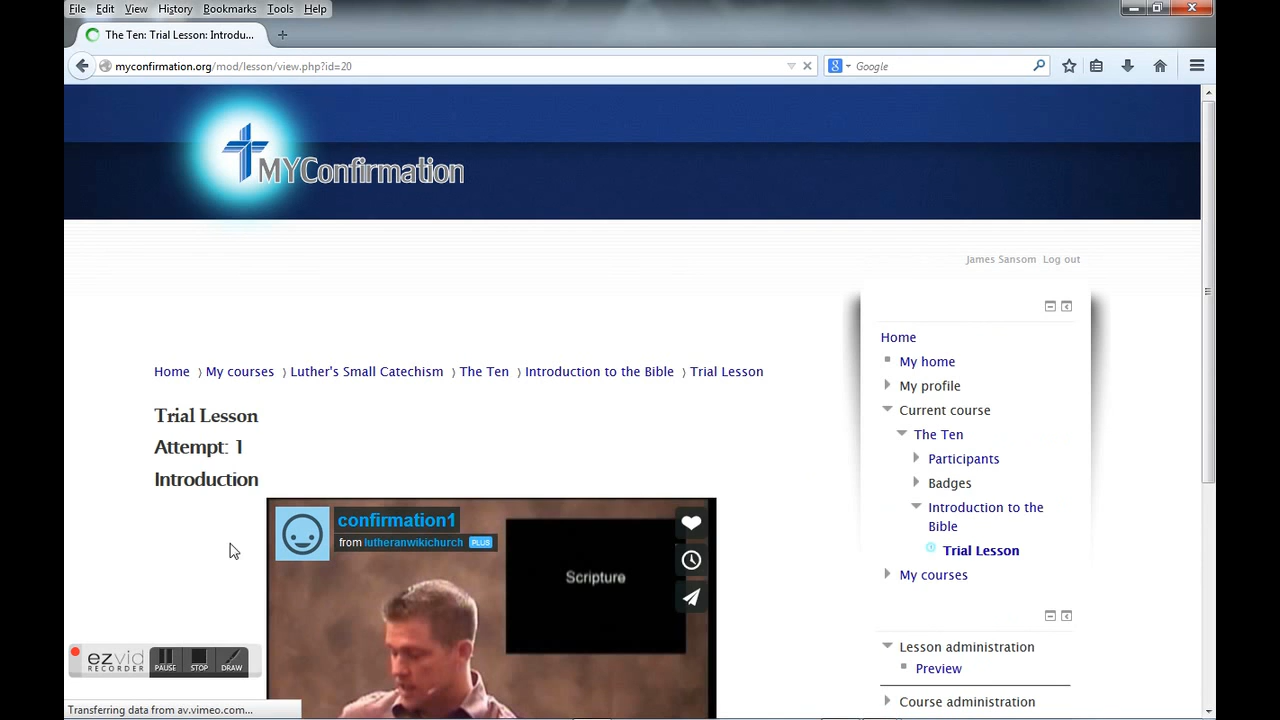 File Edit View History Bookmarks Tools Help
The Ten: Trial Lesson: Introdu...
myconfirmation.org/mod/lesson/view.php?id=20
Google
MYConfirmation
James Sansom Log out
Home
My home
My profile
Current course
The Ten
Participants
Badges
Introduction to the
Bible
Trial Lesson
My courses
Home 〉 My courses 〉 Luther's Small Catechism 〉 The Ten 〉 Introduction to the Bible 〉 Trial Lesson
Trial Lesson
Attempt: 1
Introduction
confirmation1
from lutheranwikichurch PLUS
Scripture
Lesson administration
Preview
Course administration
ezvid
RECORDER
PAUSE STOP DRAW
Transferring data from av.vimeo.com...